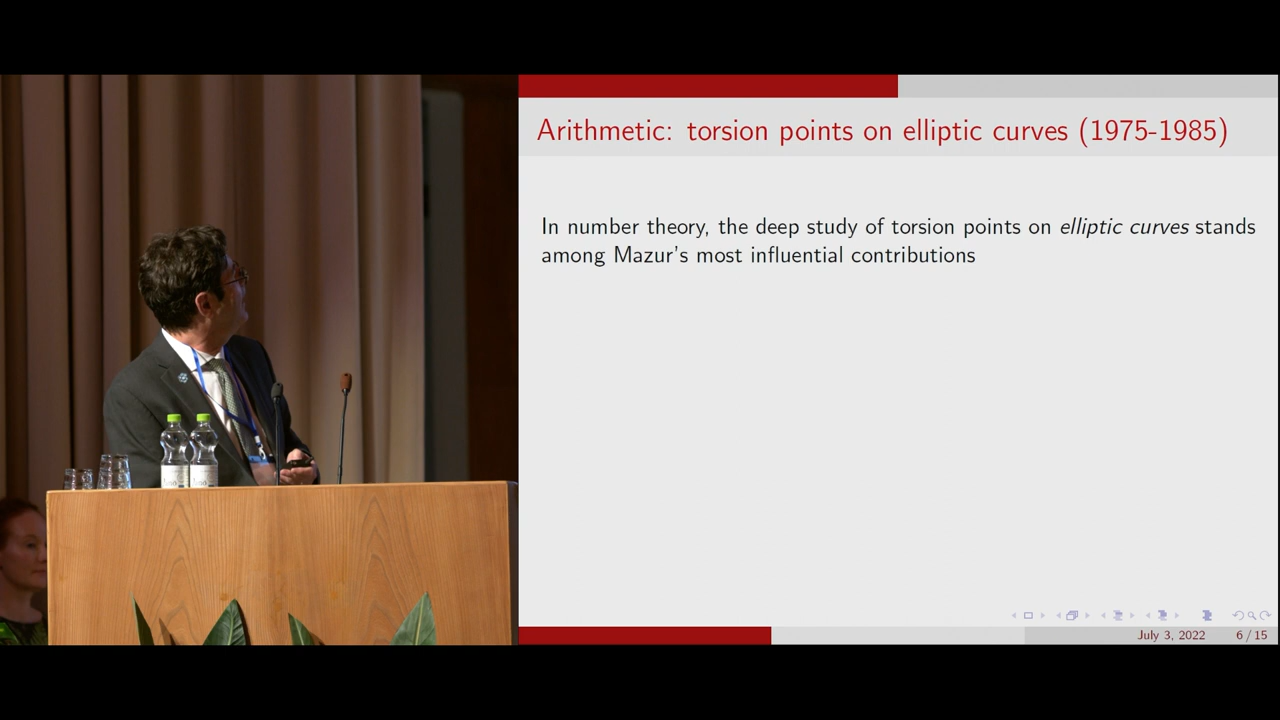 Arithmetic: torsion points on elliptic curves (1975-1985)
In number theory, the deep study of torsion points on elliptic curves stands
among Mazur's most influential contributions
July 3, 2022 6 / 15